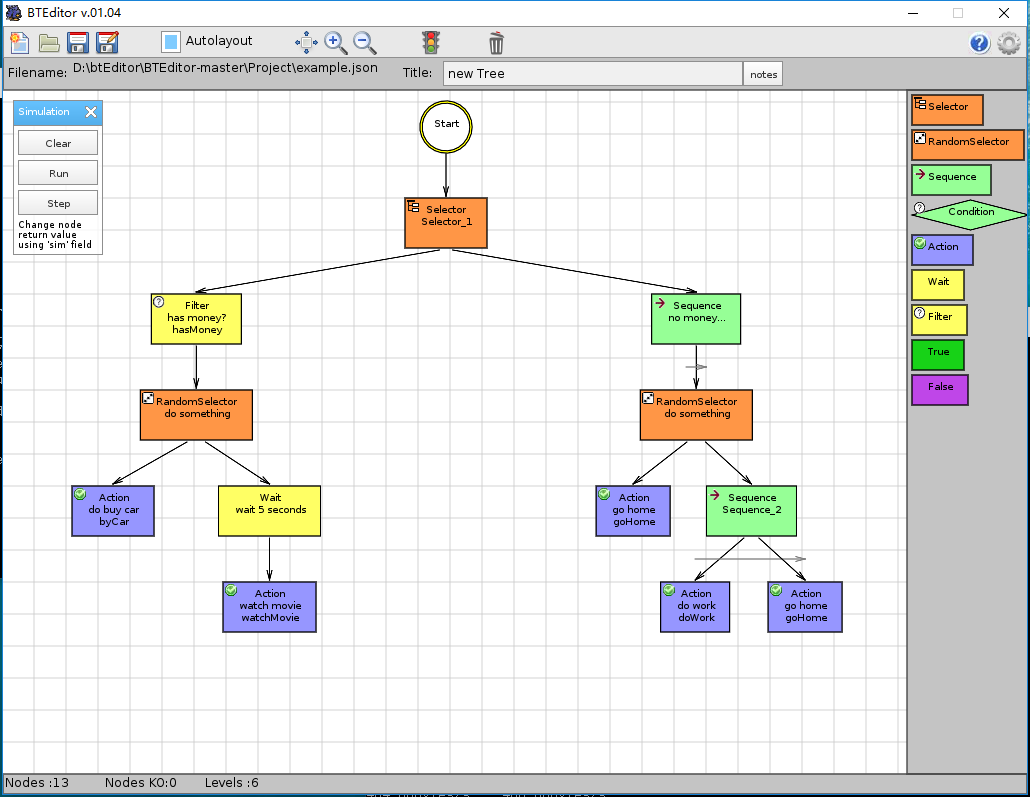 BTEditor v.01.04
Autolayout
Filename: D:\btEditor\BTEditor-master\Project\example.json Title: new Tree notes
Simulation
Clear
Run
Step
Change node
return value
using 'sim' field
Start
Selector
Selector_1
Filter
has money?
hasMoney
Sequence
no money...
RandomSelector
do something
RandomSelector
do something
Action
do buy car
byCar
Wait
wait 5 seconds
Action
go home
goHome
Sequence
Sequence_2
Action
watch movie
watchMovie
Action
do work
doWork
Action
go home
goHome
Selector
RandomSelector
Sequence
Condition
Action
Wait
Filter
True
False
Nodes :13 Nodes KO:0 Levels :6